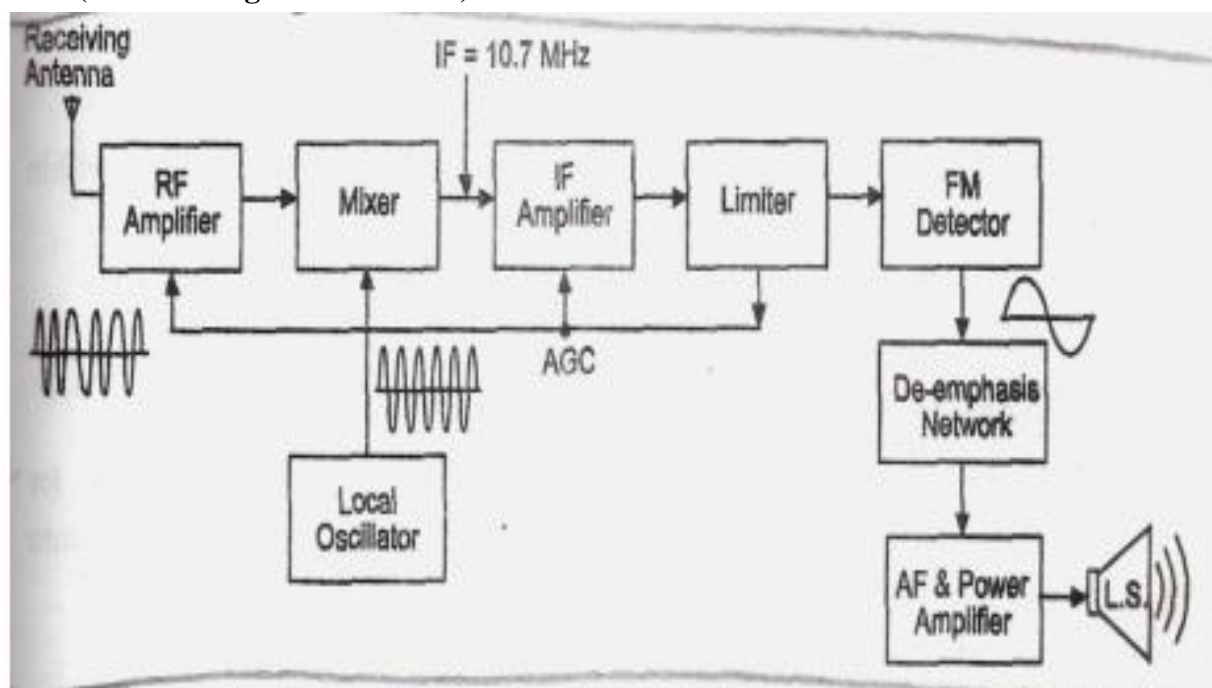 Receiving
Antenna
IF = 10.7 MHz
RF
Amplifier
Mixer
IF
Amplifier
Limiter
FM
Detector
AGC
De-emphasis
Network
Local
Oscillator
AF & Power
Amplifier
L.S.